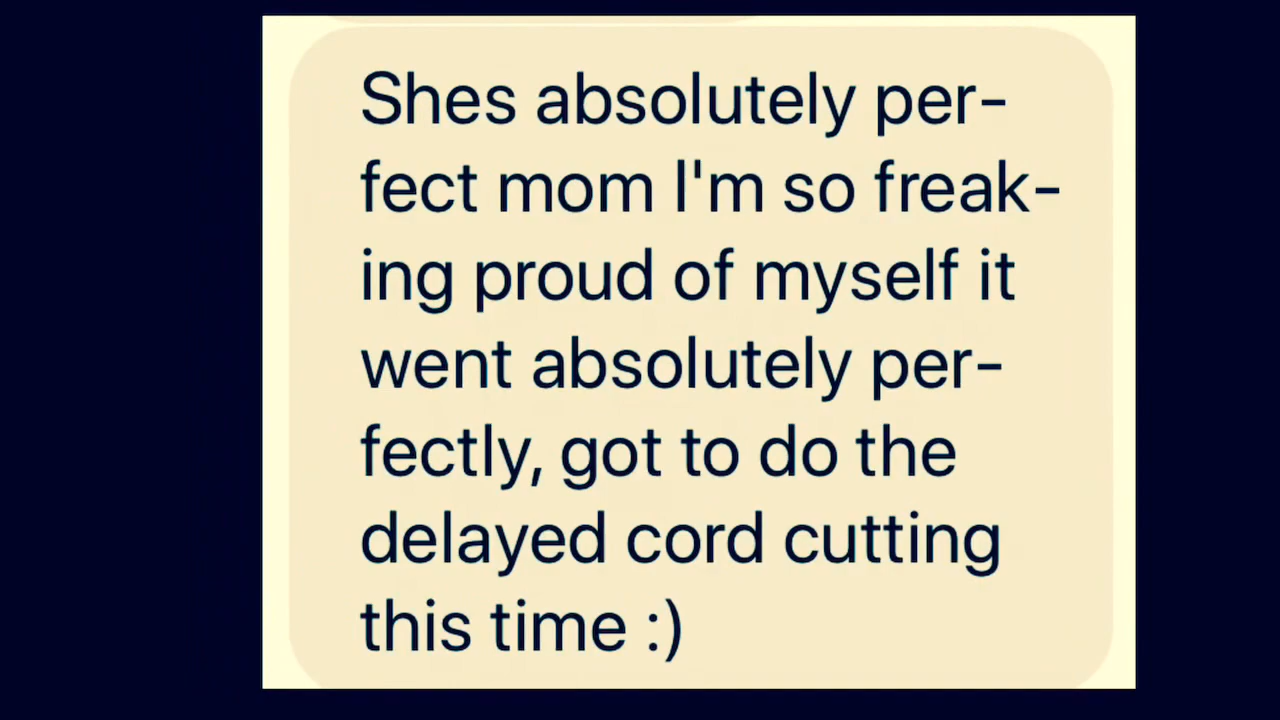 Shes absolutely per-
fect mom I'm so freak-
ing proud of myself it
went absolutely per-
fectly, got to do the
delayed cord cutting
this time :)